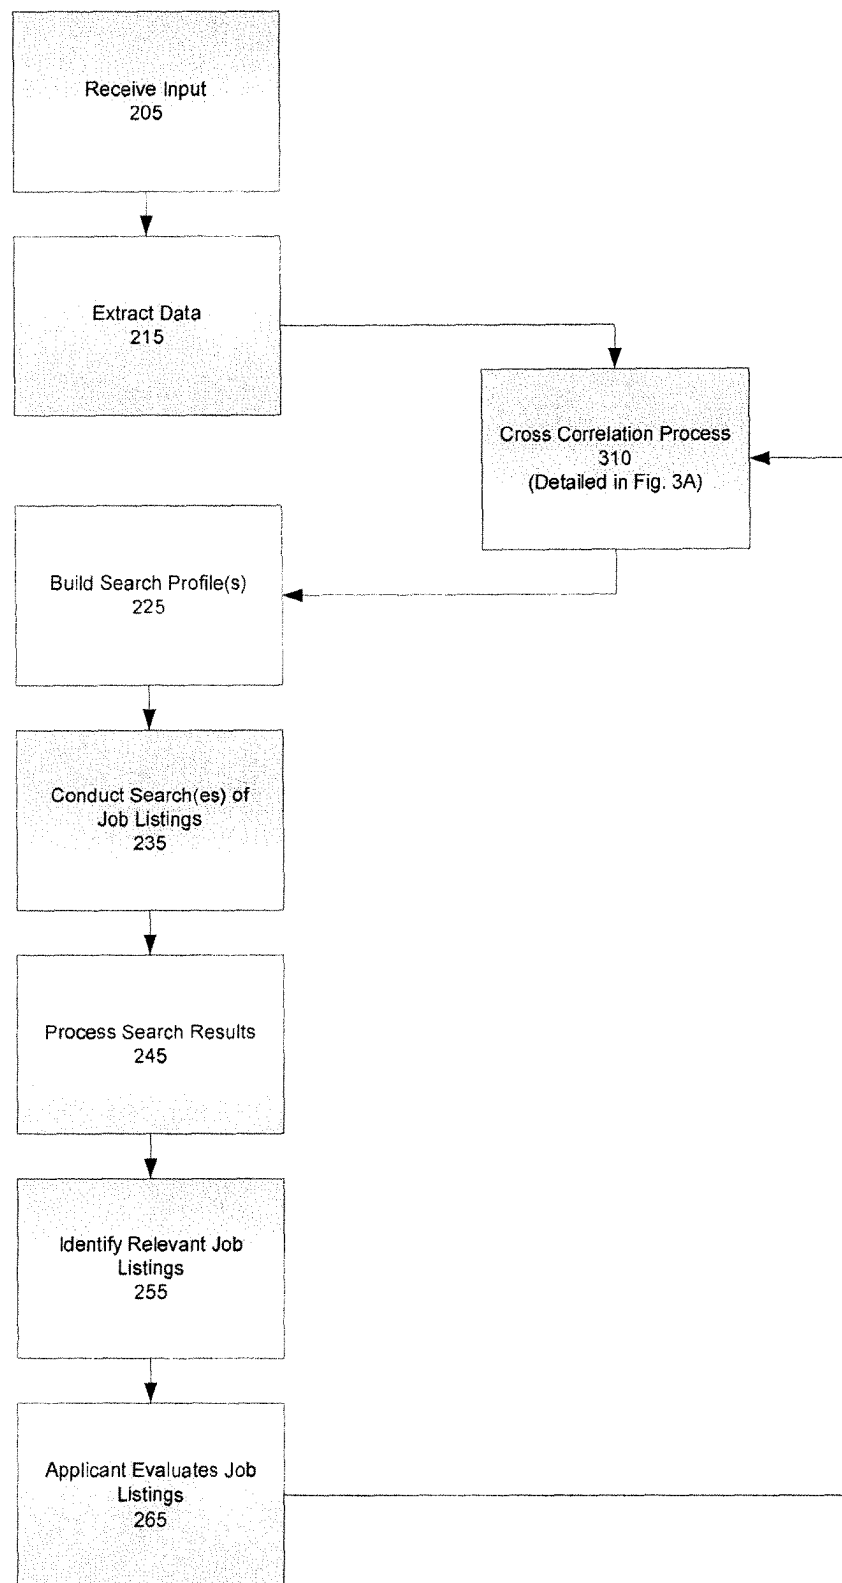 Receive Input
205
Extract Data
215
Cross Correlation Process
310
(Detailed in Fig. 3A)
Build Search Profile(s)
225
Conduct Search(es) of
Job Listings
235
Process Search Results
245
Identify Relevant Job
Listings
255
Applicant Evaluates Job
Listings
265